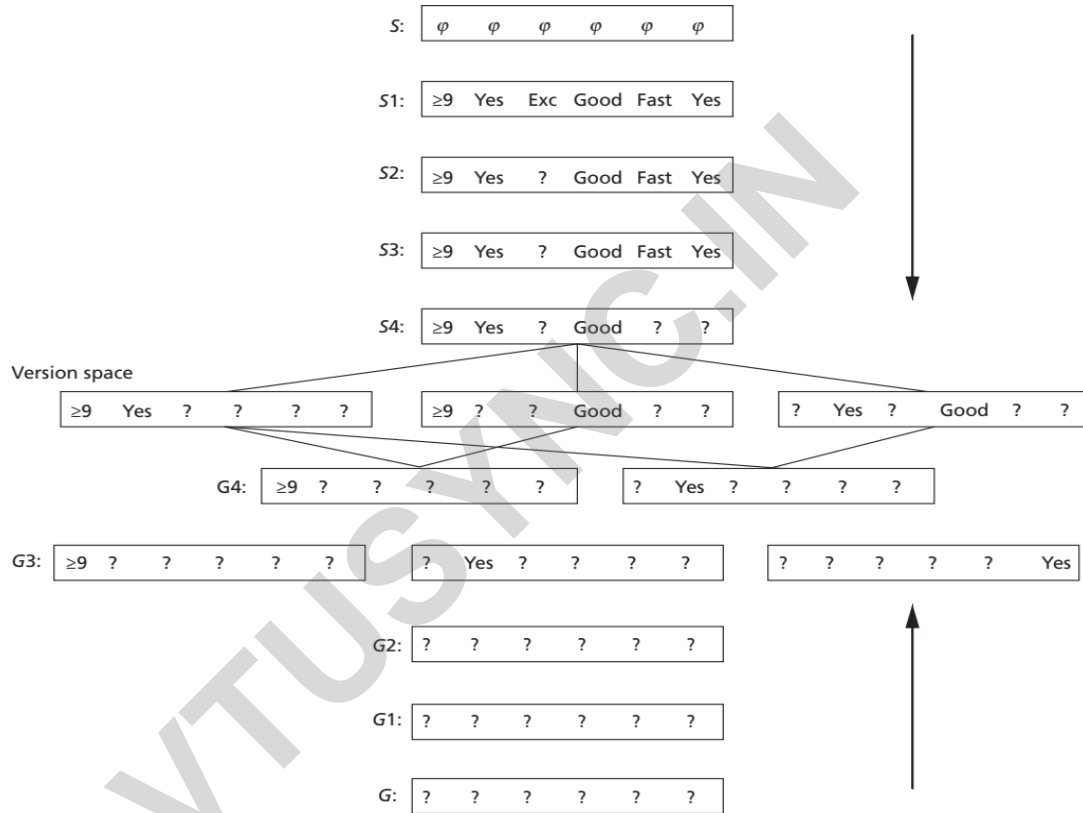 S: φ φ φ φ φ φ
S1: ≥9 Yes Exc Good Fast Yes
S2: ≥9 Yes ? Good Fast Yes
S3: ≥9 Yes ? Good Fast Yes
S4: ≥9 Yes ? Good ? ?
Version space
≥9 Yes ? ? ? ? ≥9 ? ? Good ? ? ? Yes ? Good ? ?
G4: ≥9 ? ? ? ? ? ? Yes ? ? ? ?
G3: ≥9 ? ? ? ? ? ? Yes ? ? ? ? ? ? ? ? ? Yes
G2: ? ? ? ? ? ?
G1: ? ? ? ? ? ?
G: ? ? ? ? ? ?
VTUSYNC.IN